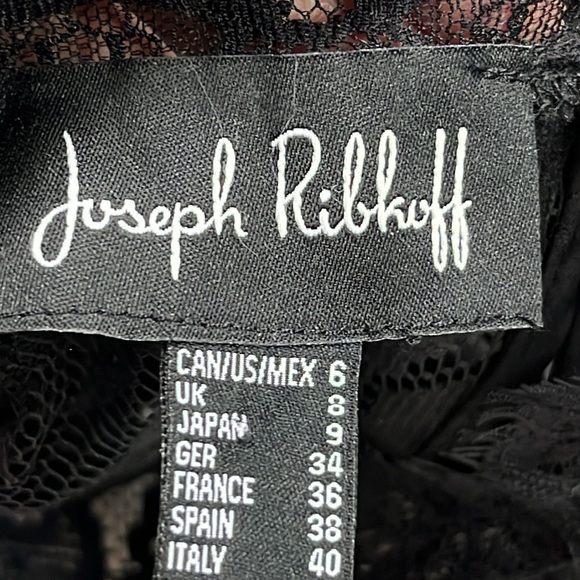 Joseph Ribkoff
CAN/US/MEX 6
UK 8
JAPAN 9
GER 34
FRANCE 36
SPAIN 38
ITALY 40